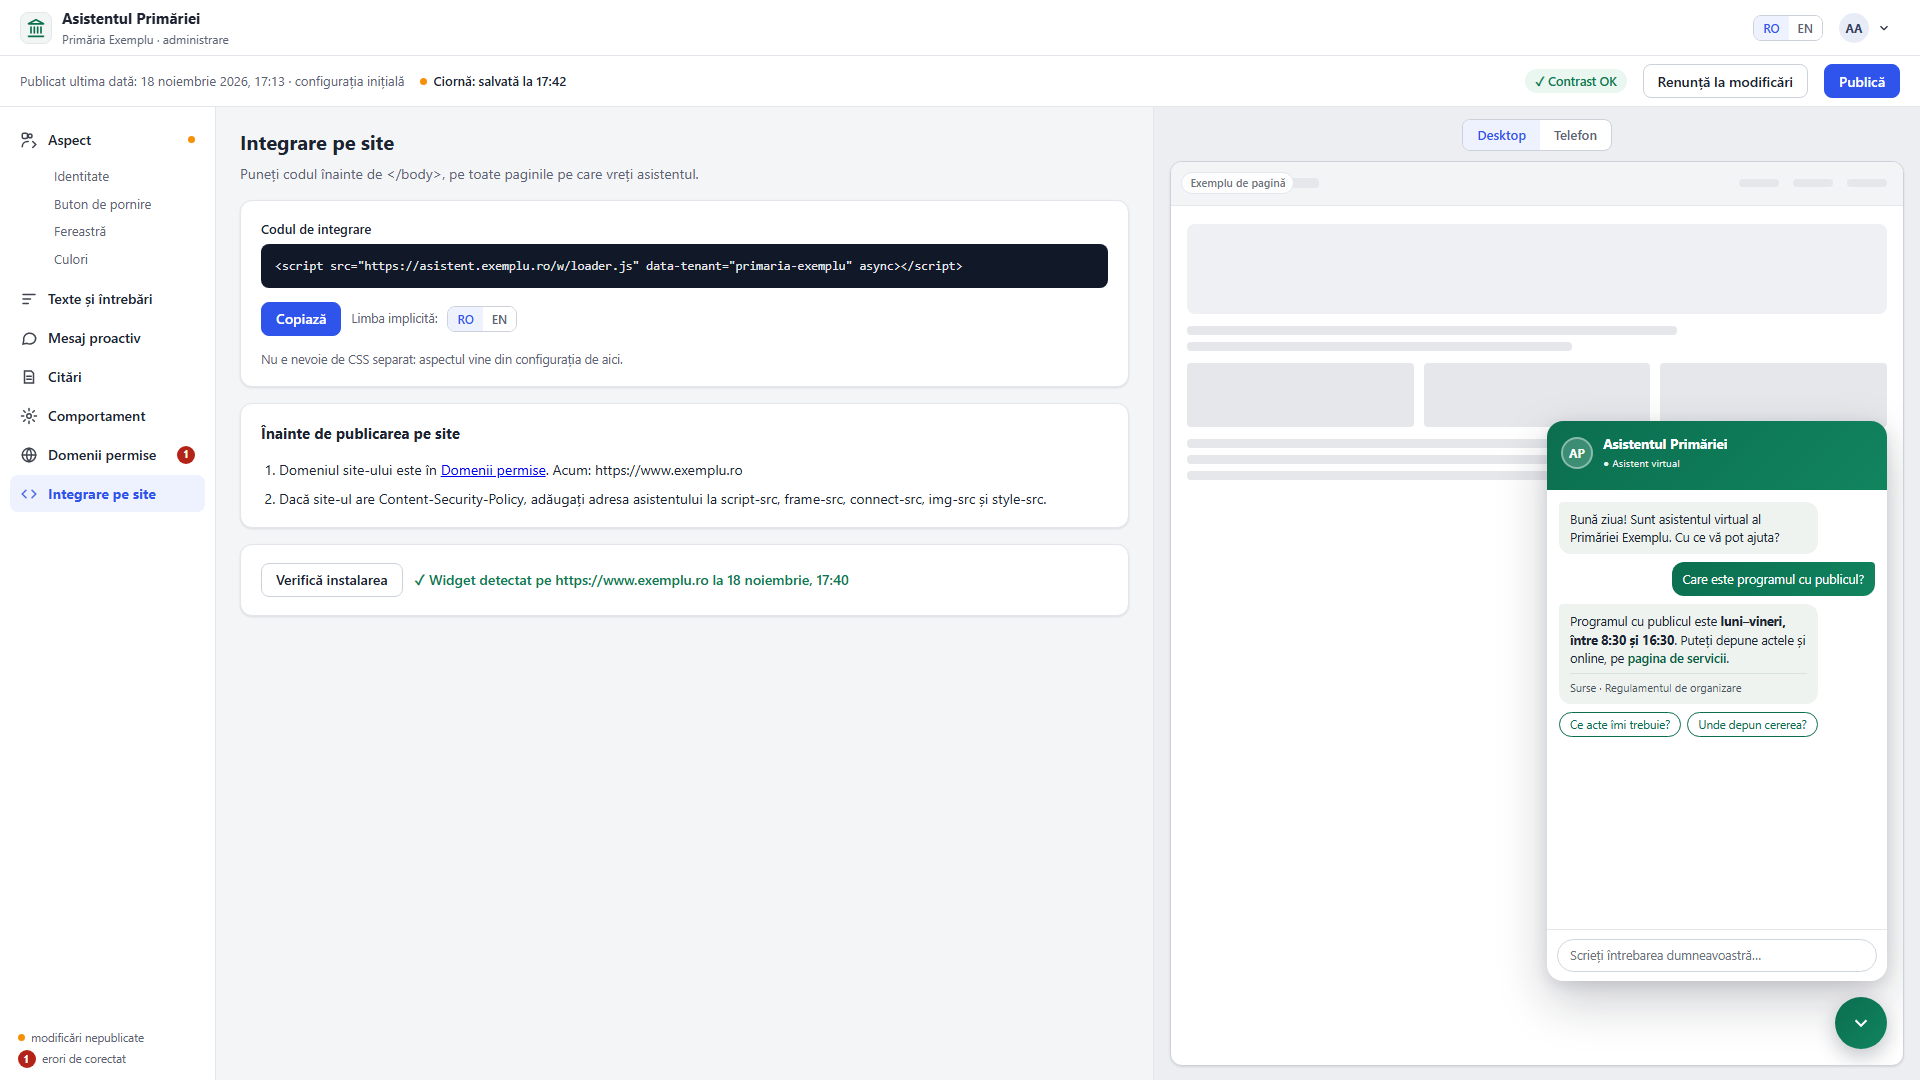 Asistentul Primăriei
Primăria Exemplu · administrare
RO EN
AA
Publicat ultima dată: 18 noiembrie 2026, 17:13 · configurația inițială
Ciornă: salvată la 17:42
✓ Contrast OK
Renunță la modificări
Publică
Aspect
Identitate
Buton de pornire
Fereastră
Culori
Texte și întrebări
Mesaj proactiv
Citări
Comportament
Domenii permise 1
Integrare pe site
modificări nepublicate
1 erori de corectat
Integrare pe site
Puneți codul înainte de </body>, pe toate paginile pe care vreți asistentul.
Codul de integrare
<script src="https://asistent.exemplu.ro/w/loader.js" data-tenant="primaria-exemplu" async></script>
Copiază
Limba implicită:
RO EN
Nu e nevoie de CSS separat: aspectul vine din configurația de aici.
Înainte de publicarea pe site
1. Domeniul site-ului este în Domenii permise. Acum: https://www.exemplu.ro
2. Dacă site-ul are Content-Security-Policy, adăugați adresa asistentului la script-src, frame-src, connect-src, img-src și style-src.
Verifică instalarea
✓ Widget detectat pe https://www.exemplu.ro la 18 noiembrie, 17:40
Desktop Telefon
Exemplu de pagină
AP
Asistentul Primăriei
Asistent virtual
Bună ziua! Sunt asistentul virtual al
Primăriei Exemplu. Cu ce vă pot ajuta?
Care este programul cu publicul?
Programul cu publicul este luni–vineri,
între 8:30 și 16:30. Puteți depune actele și
online, pe pagina de servicii.
Surse · Regulamentul de organizare
Ce acte îmi trebuie?
Unde depun cererea?
Scrieți întrebarea dumneavoastră…